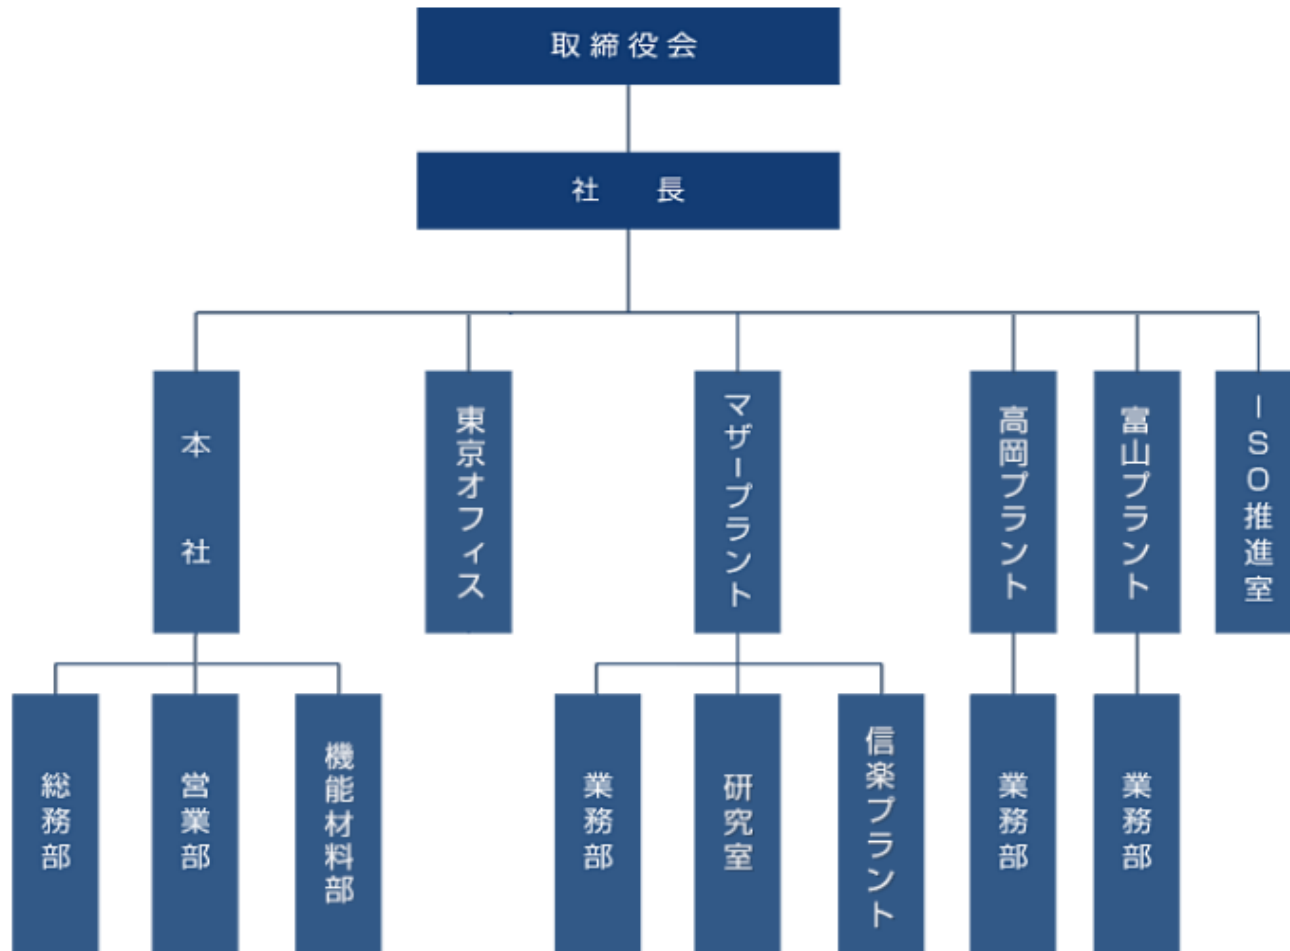 取締役会
社　長
本　社
東京オフィス
マザープラント
高岡プラント
富山プラント
ISO推進室
総務部
営業部
機能材料部
業務部
研究室
信楽プラント
業務部
業務部